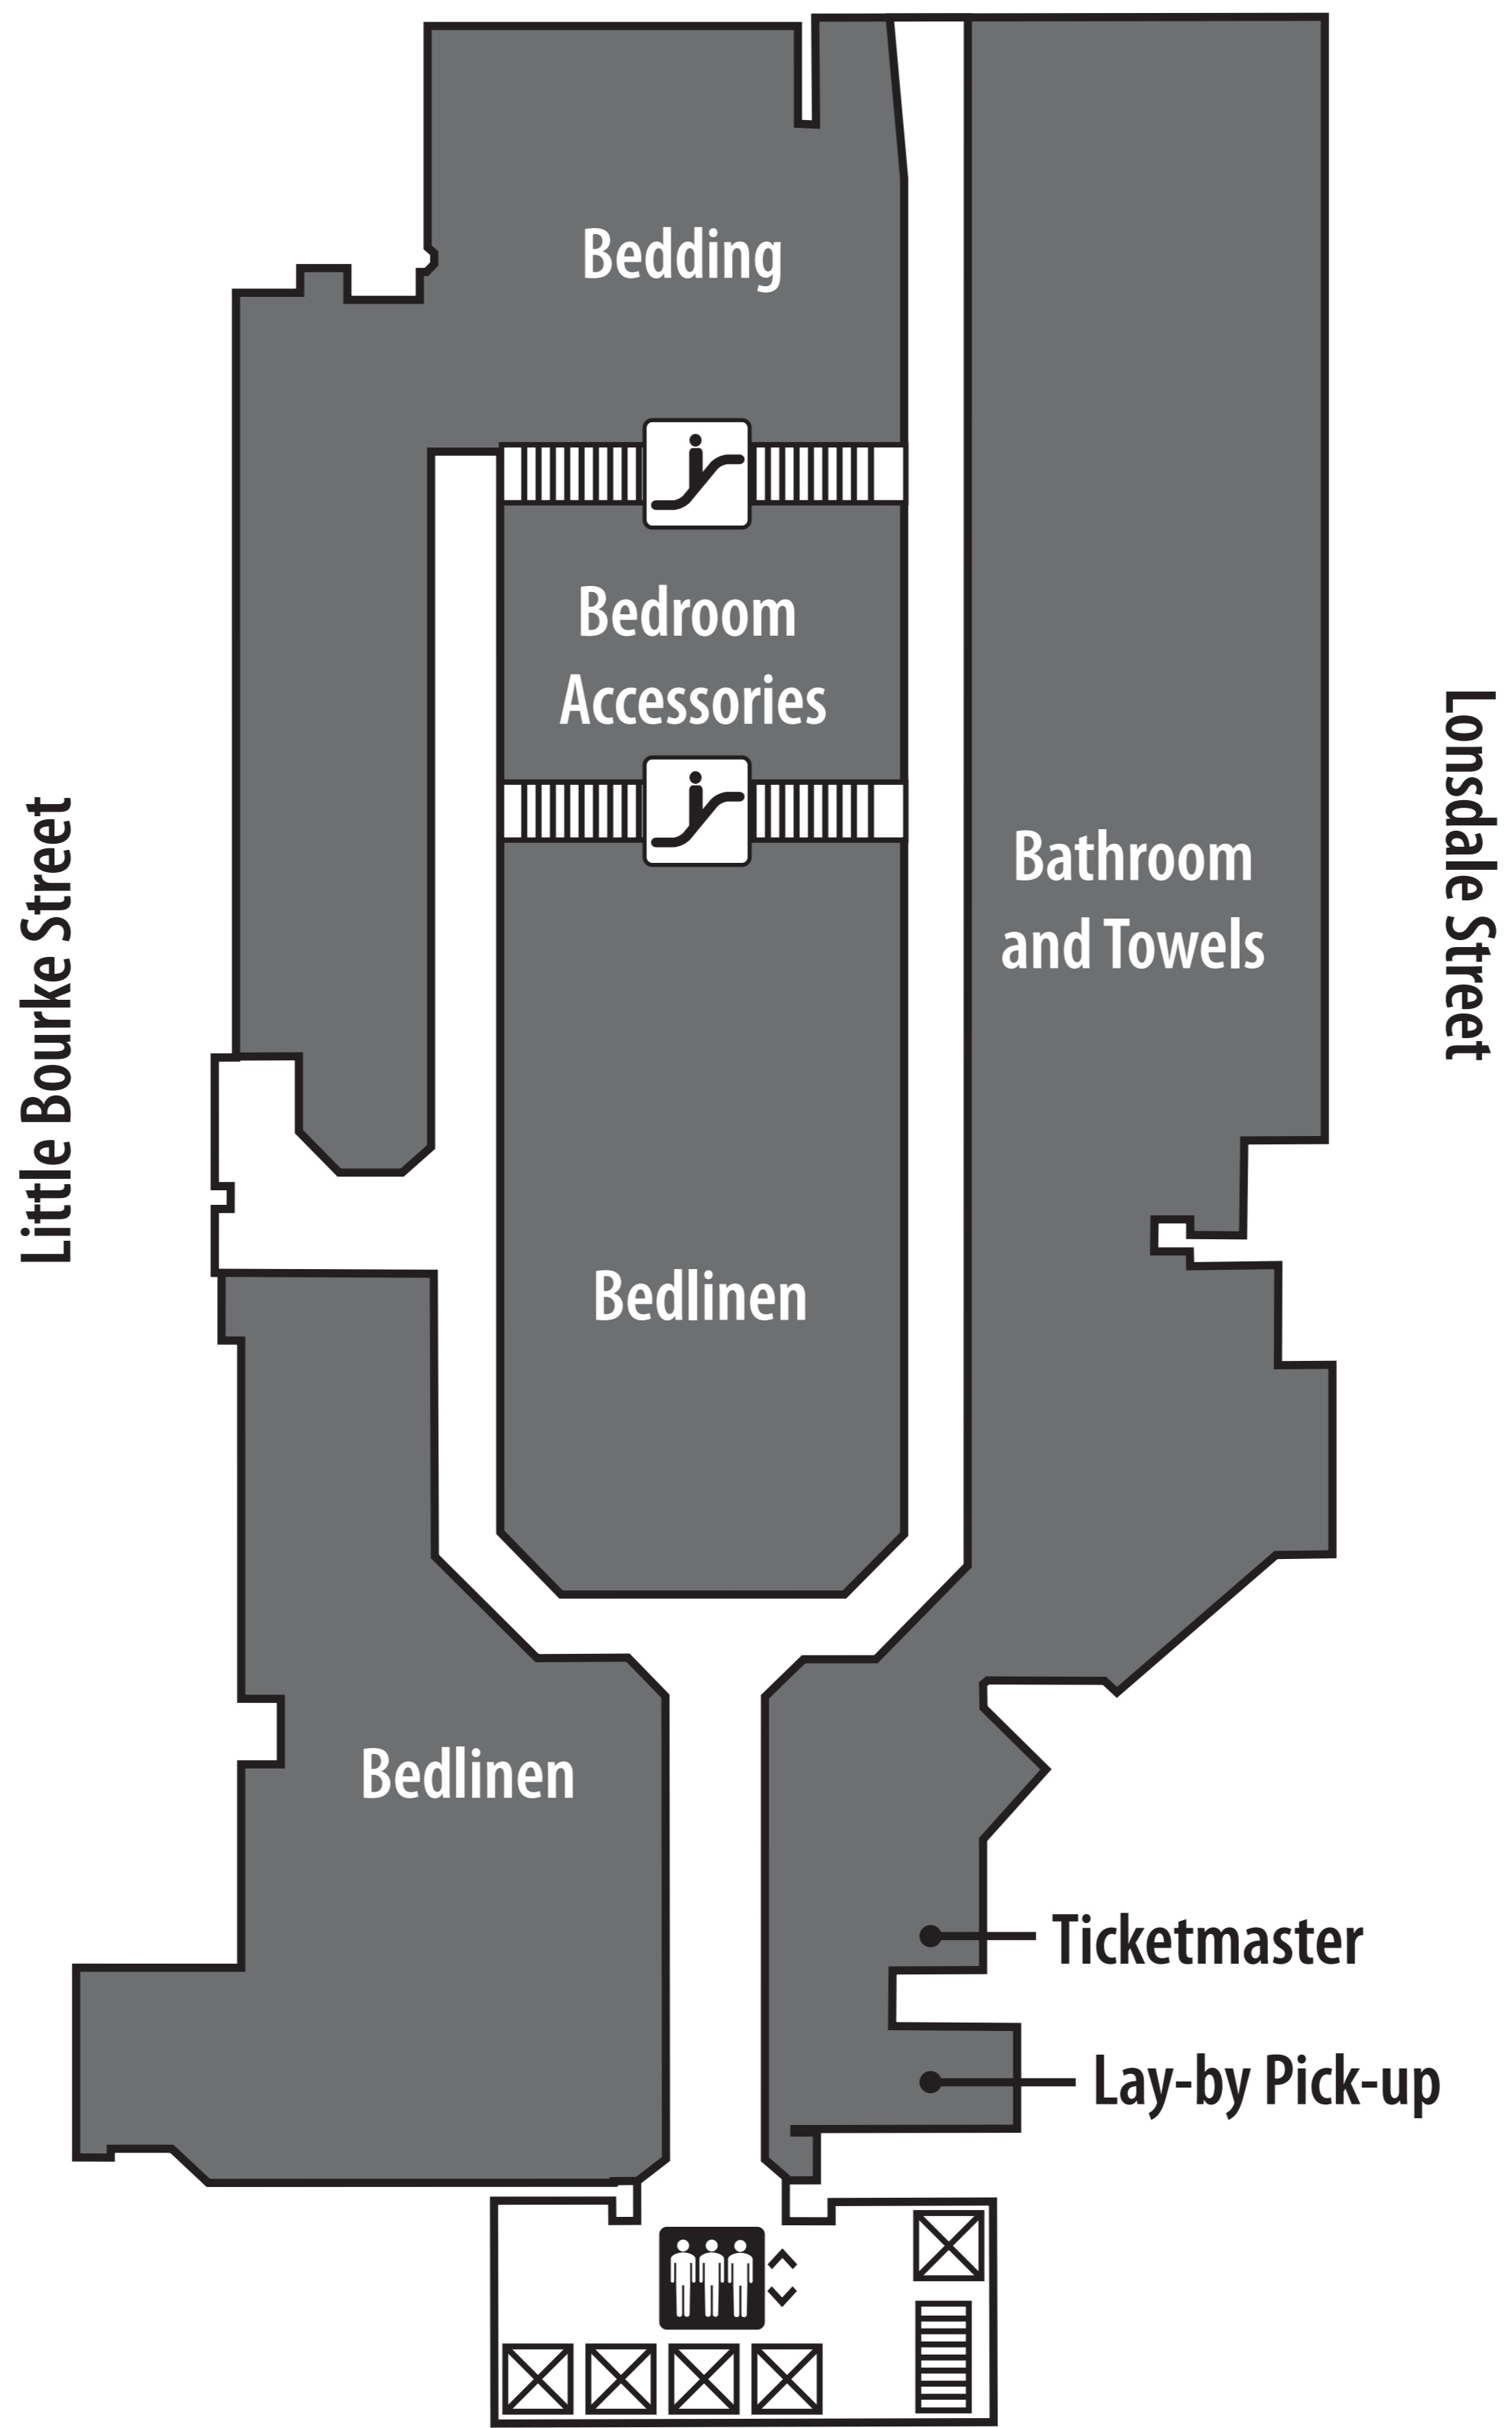 Bedding
Bedroom
Accessories
Lonsdale Street
Little Bourke Street
Bathroom
and Towels
Bedlinen
Bedlinen
Ticketmaster
Lay-by Pick-up